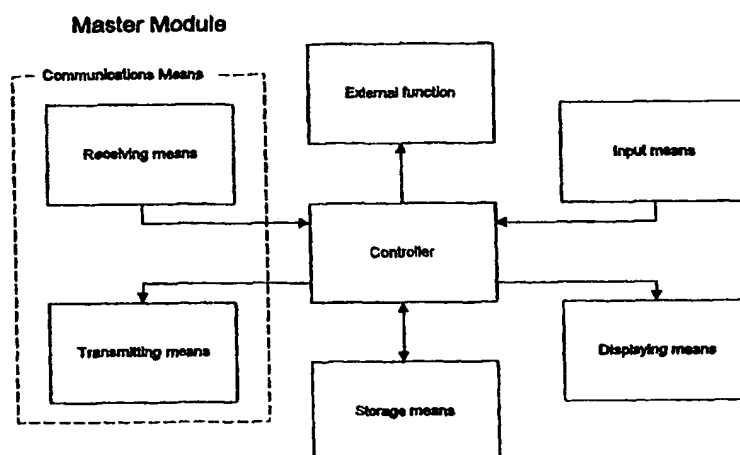 Master Module
Communications Means
External function
Receiving means
Input means
Controller
Transmitting means
Displaying means
Storage means